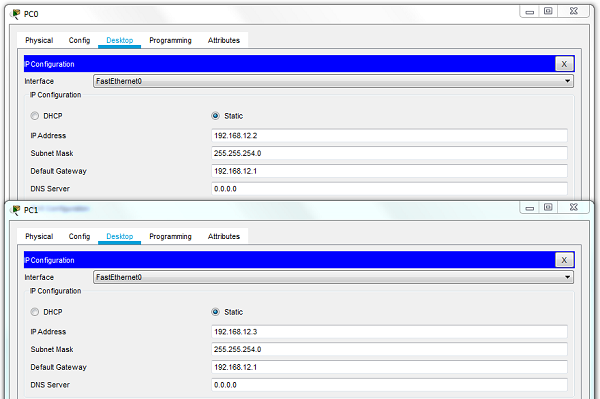 PC0
Physical Config Desktop Programming Attributes
IP Configuration X
Interface FastEthernet0
IP Configuration
DHCP Static
IP Address 192.168.12.2
Subnet Mask 255.255.254.0
Default Gateway 192.168.12.1
DNS Server 0.0.0.0
PC1
Physical Config Desktop Programming Attributes
IP Configuration X
Interface FastEthernet0
IP Configuration
DHCP Static
IP Address 192.168.12.3
Subnet Mask 255.255.254.0
Default Gateway 192.168.12.1
DNS Server 0.0.0.0